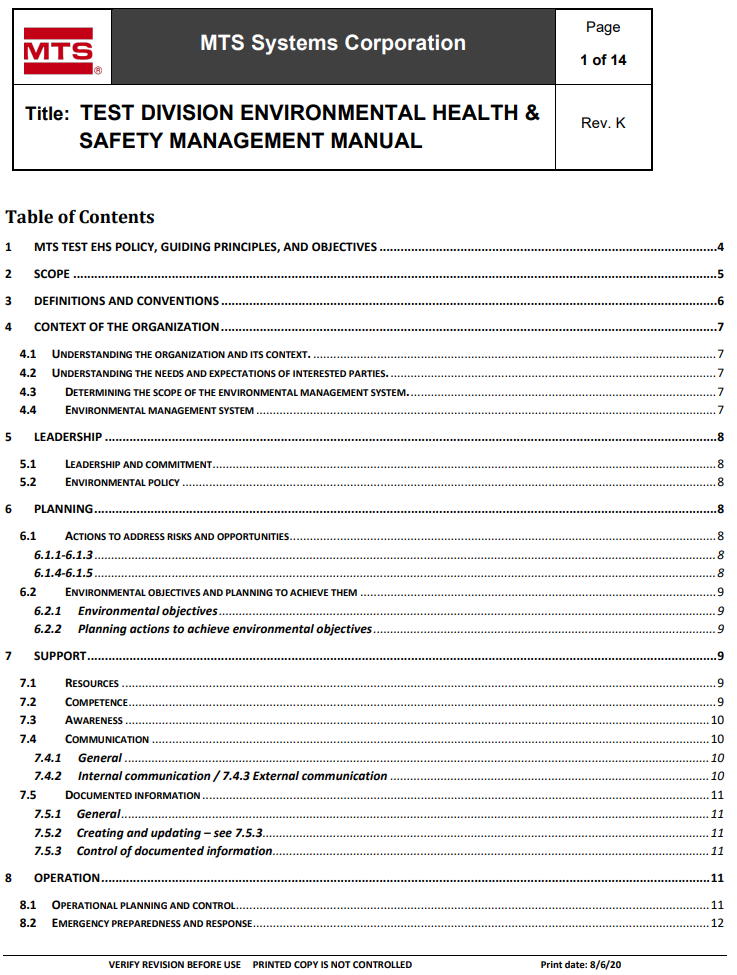 MTS®
MTS Systems Corporation
Page
1 of 14
Title: TEST DIVISION ENVIRONMENTAL HEALTH &
SAFETY MANAGEMENT MANUAL
Rev. K
Table of Contents
1 MTS TEST EHS POLICY, GUIDING PRINCIPLES, AND OBJECTIVES ..... 4
2 SCOPE ..... 5
3 DEFINITIONS AND CONVENTIONS ..... 6
4 CONTEXT OF THE ORGANIZATION ..... 7
4.1 UNDERSTANDING THE ORGANIZATION AND ITS CONTEXT. ..... 7
4.2 UNDERSTANDING THE NEEDS AND EXPECTATIONS OF INTERESTED PARTIES. ..... 7
4.3 DETERMINING THE SCOPE OF THE ENVIRONMENTAL MANAGEMENT SYSTEM. ..... 7
4.4 ENVIRONMENTAL MANAGEMENT SYSTEM ..... 7
5 LEADERSHIP ..... 8
5.1 LEADERSHIP AND COMMITMENT ..... 8
5.2 ENVIRONMENTAL POLICY ..... 8
6 PLANNING ..... 8
6.1 ACTIONS TO ADDRESS RISKS AND OPPORTUNITIES ..... 8
6.1.1-6.1.3 ..... 8
6.1.4-6.1.5 ..... 8
6.2 ENVIRONMENTAL OBJECTIVES AND PLANNING TO ACHIEVE THEM ..... 9
6.2.1 Environmental objectives ..... 9
6.2.2 Planning actions to achieve environmental objectives ..... 9
7 SUPPORT ..... 9
7.1 RESOURCES ..... 9
7.2 COMPETENCE ..... 9
7.3 AWARENESS ..... 10
7.4 COMMUNICATION ..... 10
7.4.1 General ..... 10
7.4.2 Internal communication / 7.4.3 External communication ..... 10
7.5 DOCUMENTED INFORMATION ..... 11
7.5.1 General ..... 11
7.5.2 Creating and updating – see 7.5.3 ..... 11
7.5.3 Control of documented information ..... 11
8 OPERATION ..... 11
8.1 OPERATIONAL PLANNING AND CONTROL ..... 11
8.2 EMERGENCY PREPAREDNESS AND RESPONSE ..... 12
VERIFY REVISION BEFORE USE PRINTED COPY IS NOT CONTROLLED Print date: 8/6/20